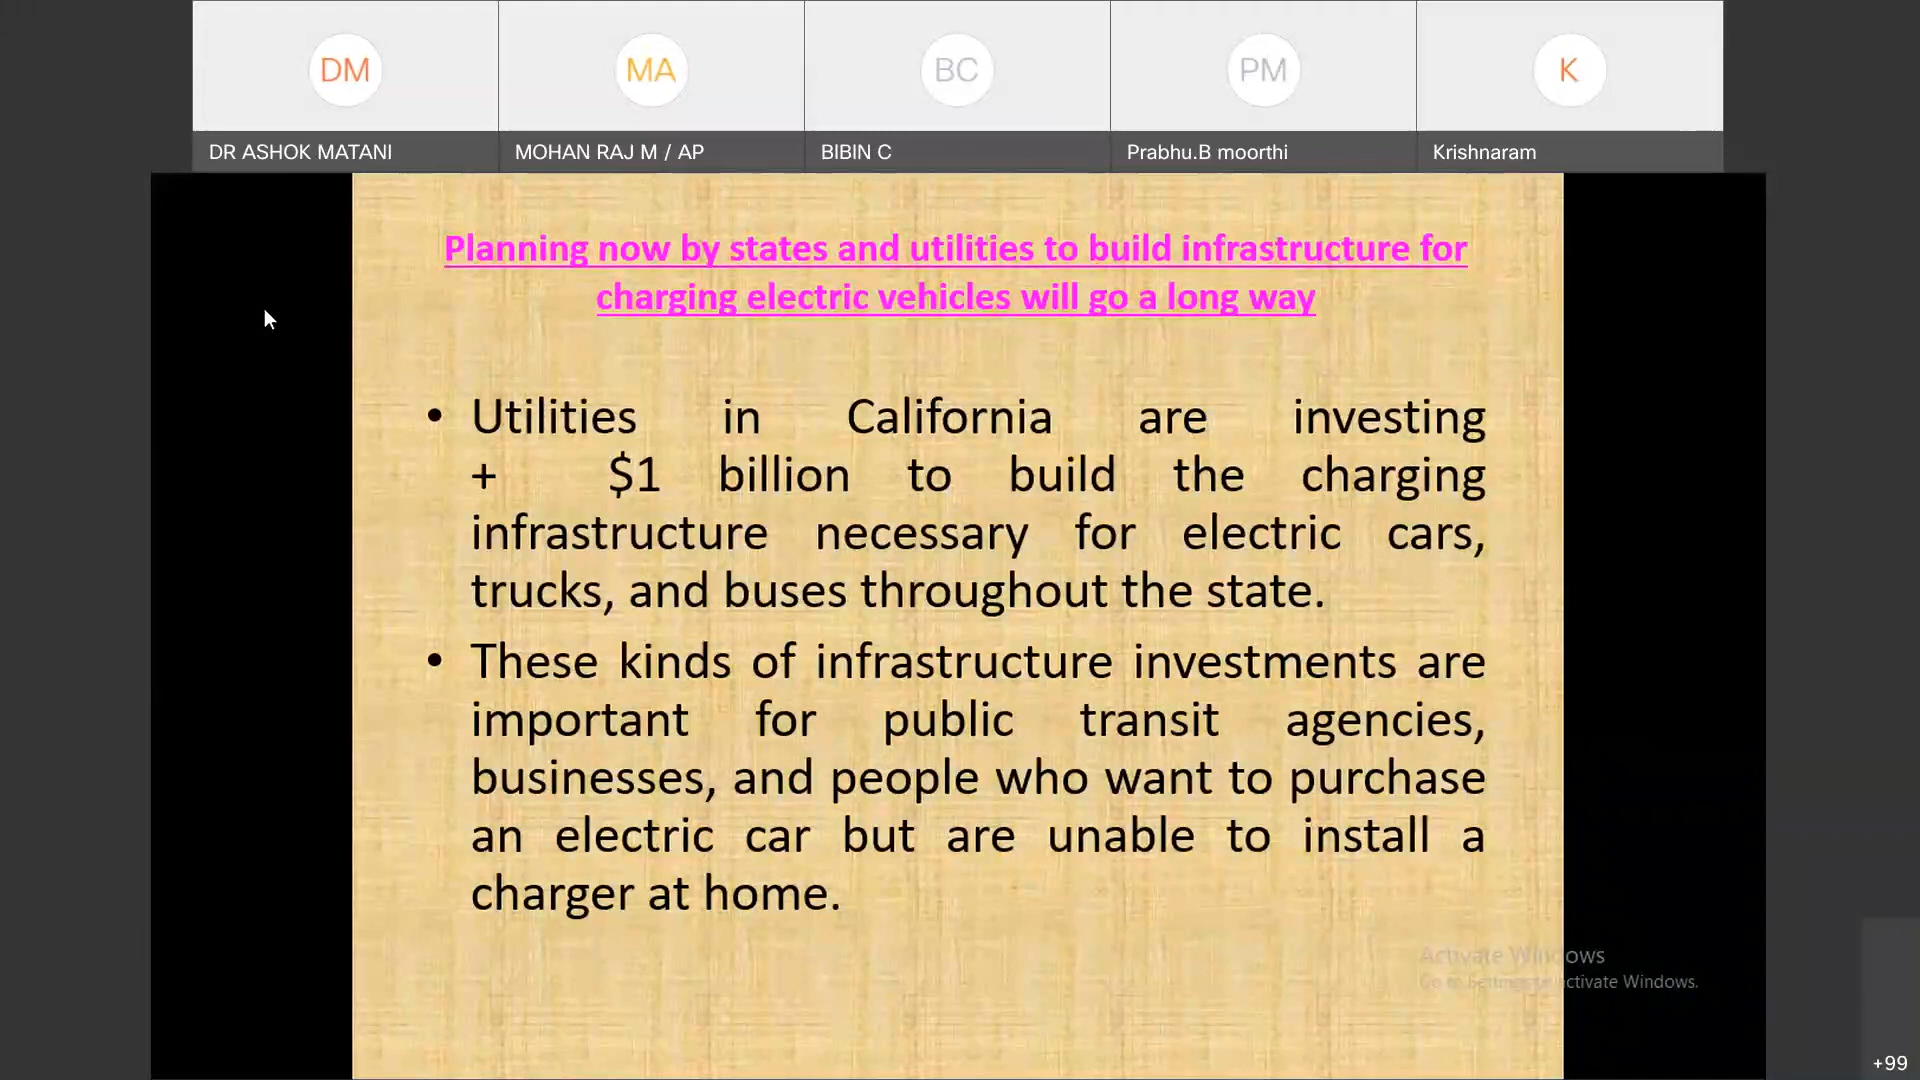 DM
MA
BC
PM
K
DR ASHOK MATANI
MOHAN RAJ M / AP
BIBIN C
Prabhu.B moorthi
Krishnaram
Planning now by states and utilities to build infrastructure for
charging electric vehicles will go a long way
• Utilities in California are investing
+ $1 billion to build the charging
infrastructure necessary for electric cars,
trucks, and buses throughout the state.
• These kinds of infrastructure investments are
important for public transit agencies,
businesses, and people who want to purchase
an electric car but are unable to install a
charger at home.
Activate Windows
Go to Settings to activate Windows.
+99